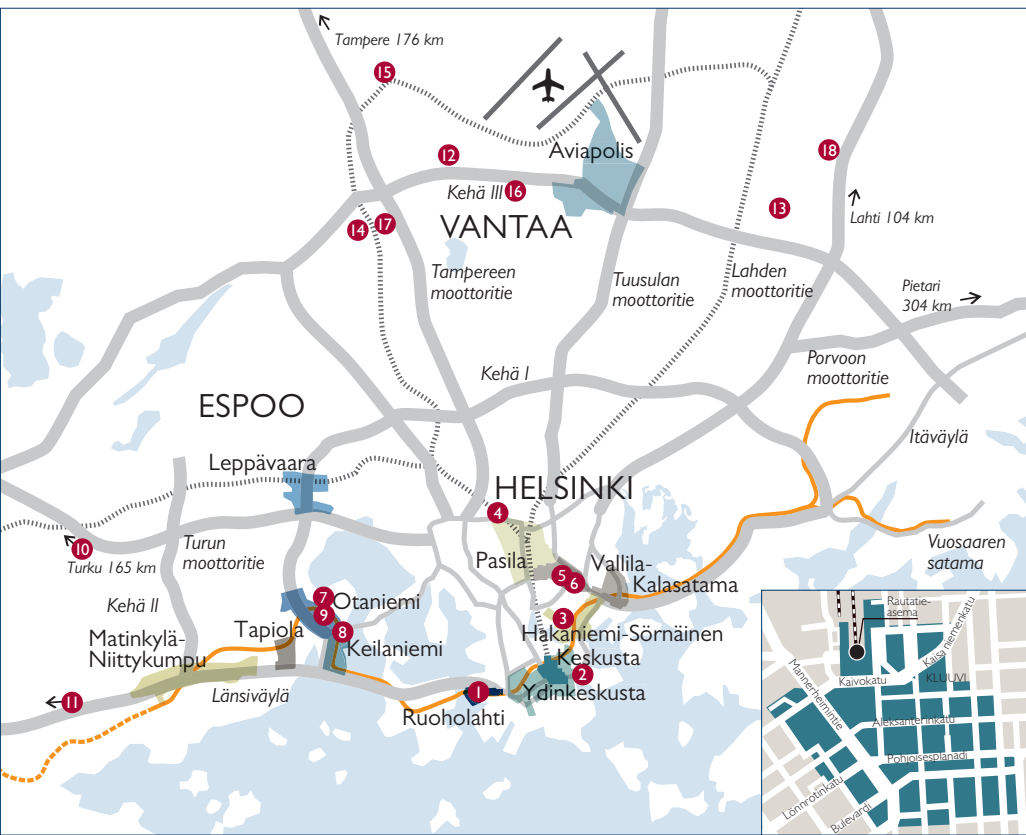 Tampere 176 km
15
Aviapolis
12
18
Kehä III
16
13
VANTAA
14
17
Lahti 104 km
Tampereen
moottoritie
Tuusulan
moottoritie
Lahden
moottoritie
Pietari
304 km
Kehä I
Porvoon
moottoritie
ESPOO
Itäväylä
Leppävaara
HELSINKI
4
10
Turku 165 km
Turun
moottoritie
Pasila
5
6
Vallila-
Kalasatama
Vuosaaren
satama
Kehä II
7
Otaniemi
9
8
Tapiola
Keilaniemi
3
Hakaniemi-Sörnäinen
Matinkylä-
Niittykumpu
Keskusta
2
Ydinkeskusta
11
Länsiväylä
1
Ruoholahti
Rautatie-
asema
Kaisaniemenkatu
Mannerheimintie
Kaivokatu
KLUUVI
Aleksanterinkatu
Pohjoisesplanadi
Lönnrotinkatu
Bulevardi